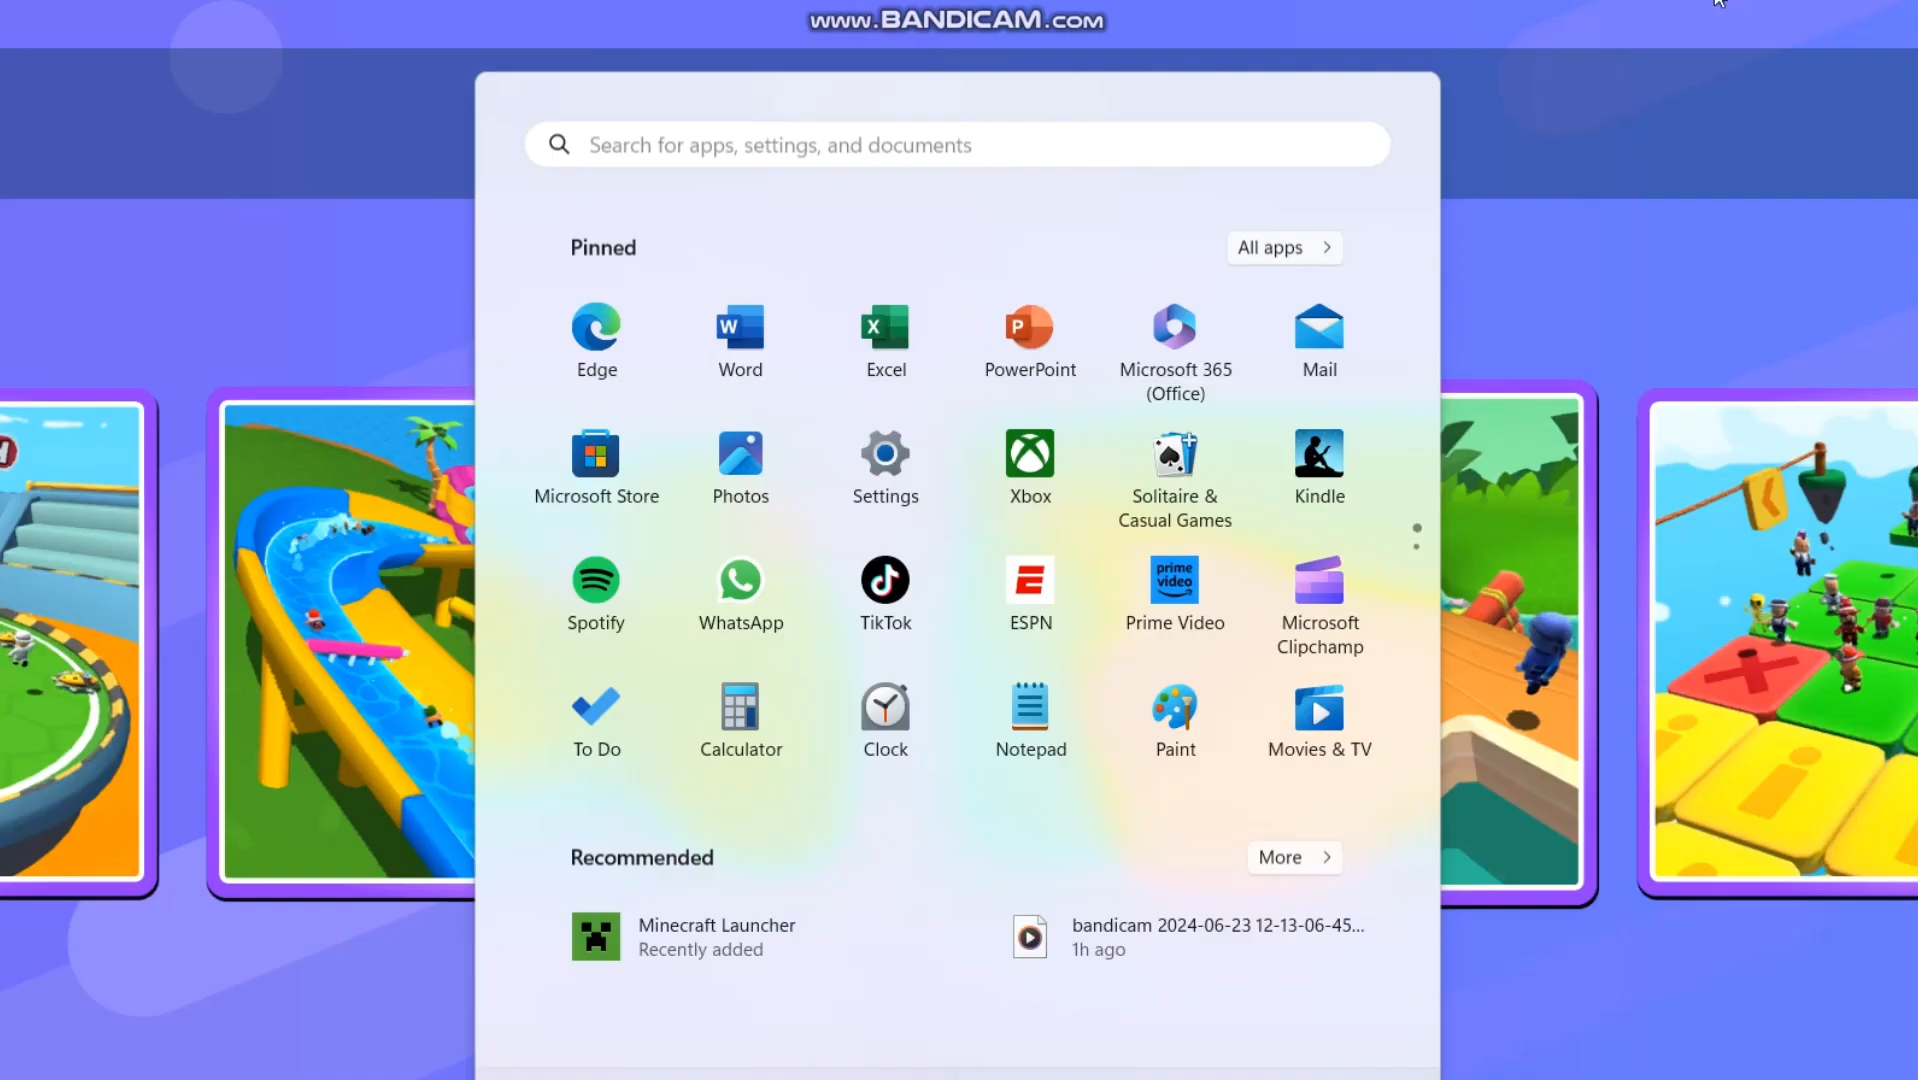 www.BANDICAM.com
Search for apps, settings, and documents
Pinned
All apps
Edge
Word
Excel
PowerPoint
Microsoft 365
(Office)
Mail
Microsoft Store
Photos
Settings
Xbox
Solitaire &
Casual Games
Kindle
Spotify
WhatsApp
TikTok
ESPN
prime
video
Prime Video
Microsoft
Clipchamp
To Do
Calculator
Clock
Notepad
Paint
Movies & TV
Recommended
More
Minecraft Launcher
Recently added
bandicam 2024-06-23 12-13-06-45...
1h ago